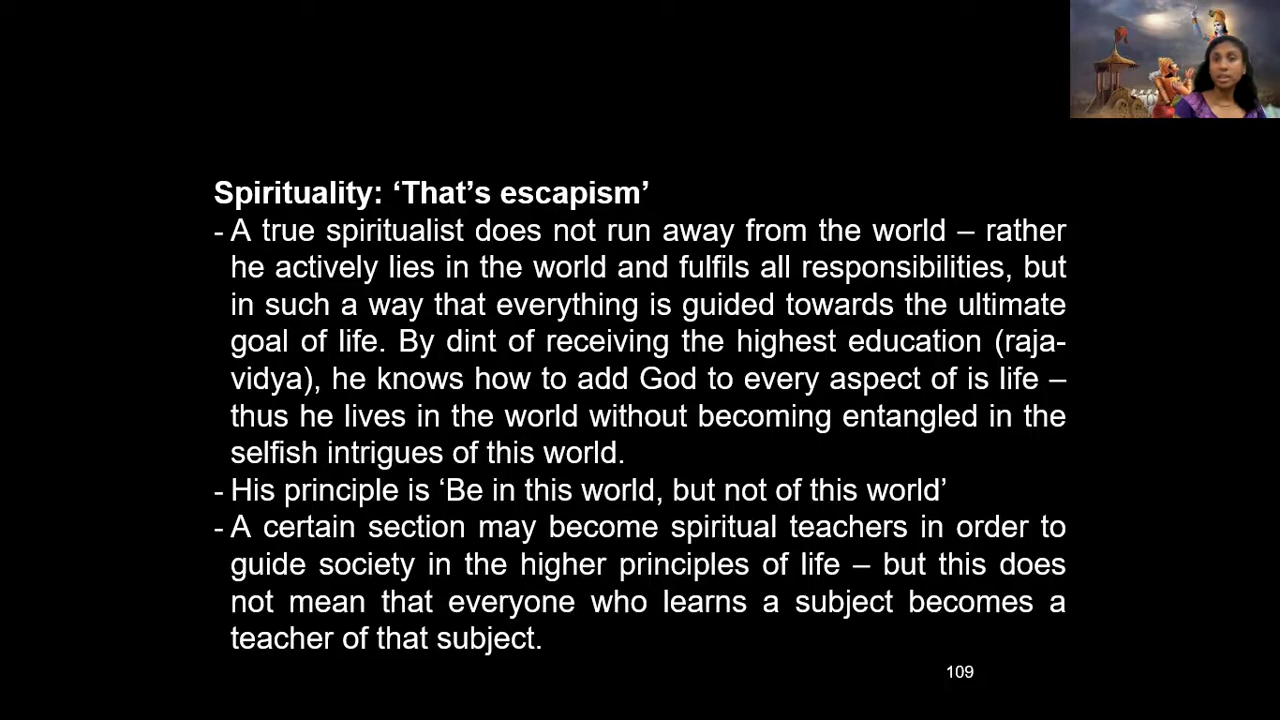 Spirituality: ‘That’s escapism’
- A true spiritualist does not run away from the world – rather
he actively lies in the world and fulfils all responsibilities, but
in such a way that everything is guided towards the ultimate
goal of life. By dint of receiving the highest education (raja-
vidya), he knows how to add God to every aspect of is life –
thus he lives in the world without becoming entangled in the
selfish intrigues of this world.
- His principle is ‘Be in this world, but not of this world’
- A certain section may become spiritual teachers in order to
guide society in the higher principles of life – but this does
not mean that everyone who learns a subject becomes a
teacher of that subject.
109